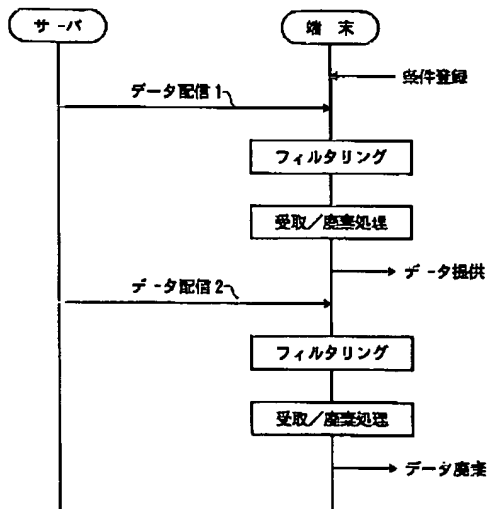 サーバ
端末
条件登録
データ配信1
フィルタリング
受取/廃棄処理
データ提供
データ配信2
フィルタリング
受取/廃棄処理
データ廃棄